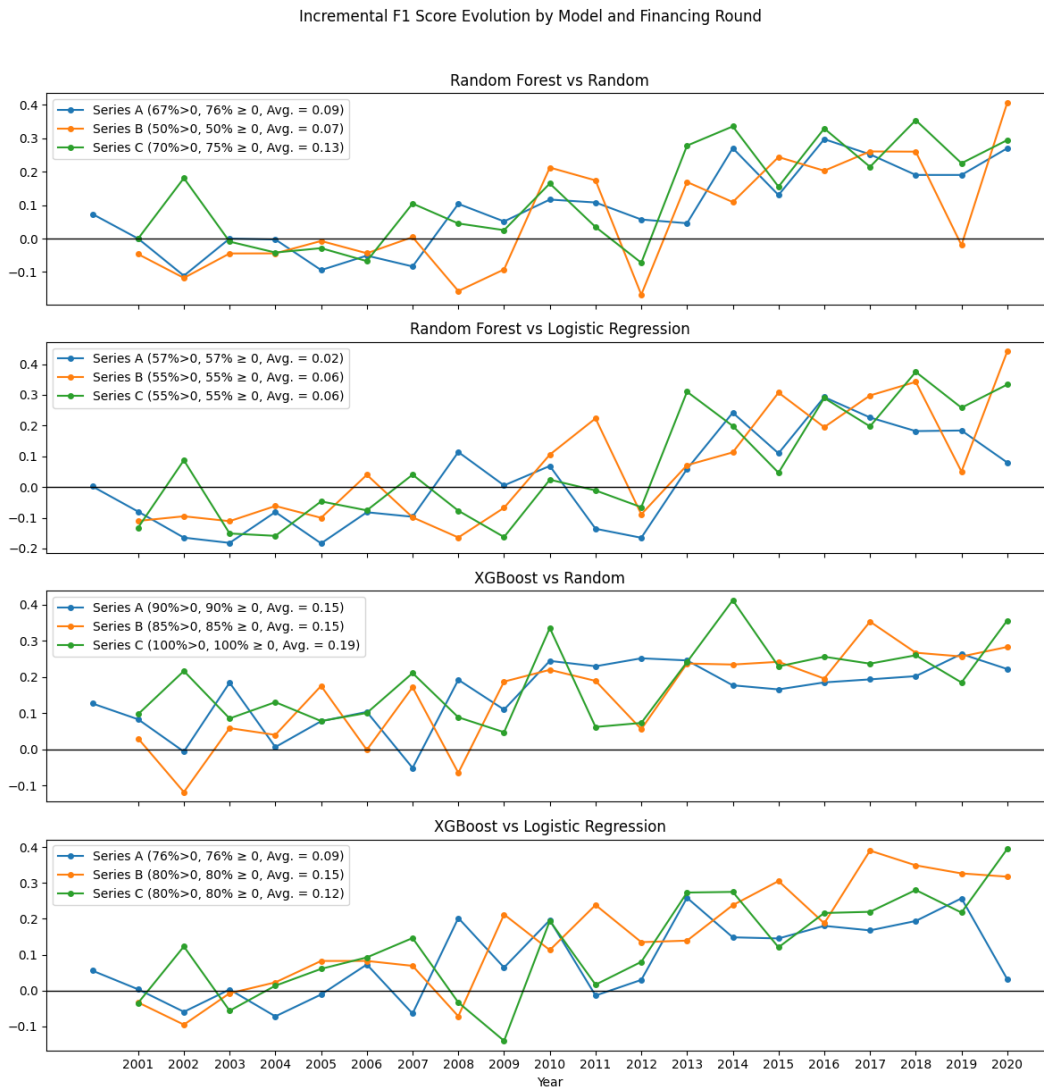 Incremental F1 Score Evolution by Model and Financing Round
Random Forest vs Random
Series A (67%>0, 76% ≥ 0, Avg. = 0.09)
Series B (50%>0, 50% ≥ 0, Avg. = 0.07)
Series C (70%>0, 75% ≥ 0, Avg. = 0.13)
0.4
0.3
0.2
0.1
0.0
−0.1
Random Forest vs Logistic Regression
Series A (57%>0, 57% ≥ 0, Avg. = 0.02)
Series B (55%>0, 55% ≥ 0, Avg. = 0.06)
Series C (55%>0, 55% ≥ 0, Avg. = 0.06)
0.4
0.3
0.2
0.1
0.0
−0.1
−0.2
XGBoost vs Random
Series A (90%>0, 90% ≥ 0, Avg. = 0.15)
Series B (85%>0, 85% ≥ 0, Avg. = 0.15)
Series C (100%>0, 100% ≥ 0, Avg. = 0.19)
0.4
0.3
0.2
0.1
0.0
−0.1
XGBoost vs Logistic Regression
Series A (76%>0, 76% ≥ 0, Avg. = 0.09)
Series B (80%>0, 80% ≥ 0, Avg. = 0.15)
Series C (80%>0, 80% ≥ 0, Avg. = 0.12)
0.4
0.3
0.2
0.1
0.0
−0.1
2001 2002 2003 2004 2005 2006 2007 2008 2009 2010 2011 2012 2013 2014 2015 2016 2017 2018 2019 2020
Year